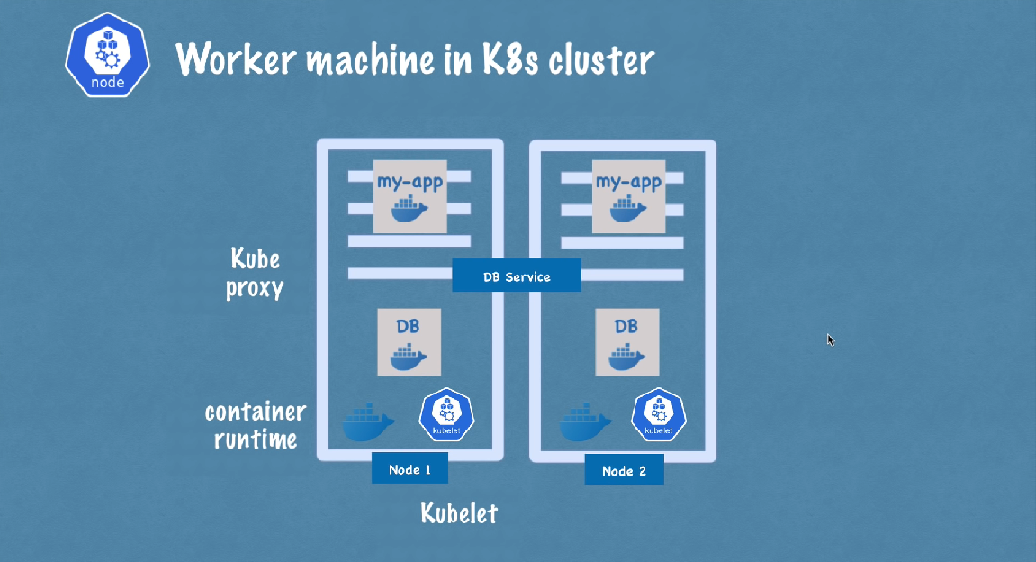 node
Worker machine in K8s cluster
my-app
my-app
Kube
proxy
DB Service
DB
DB
container
runtime
kubelet
kubelet
Node 1
Node 2
Kubelet